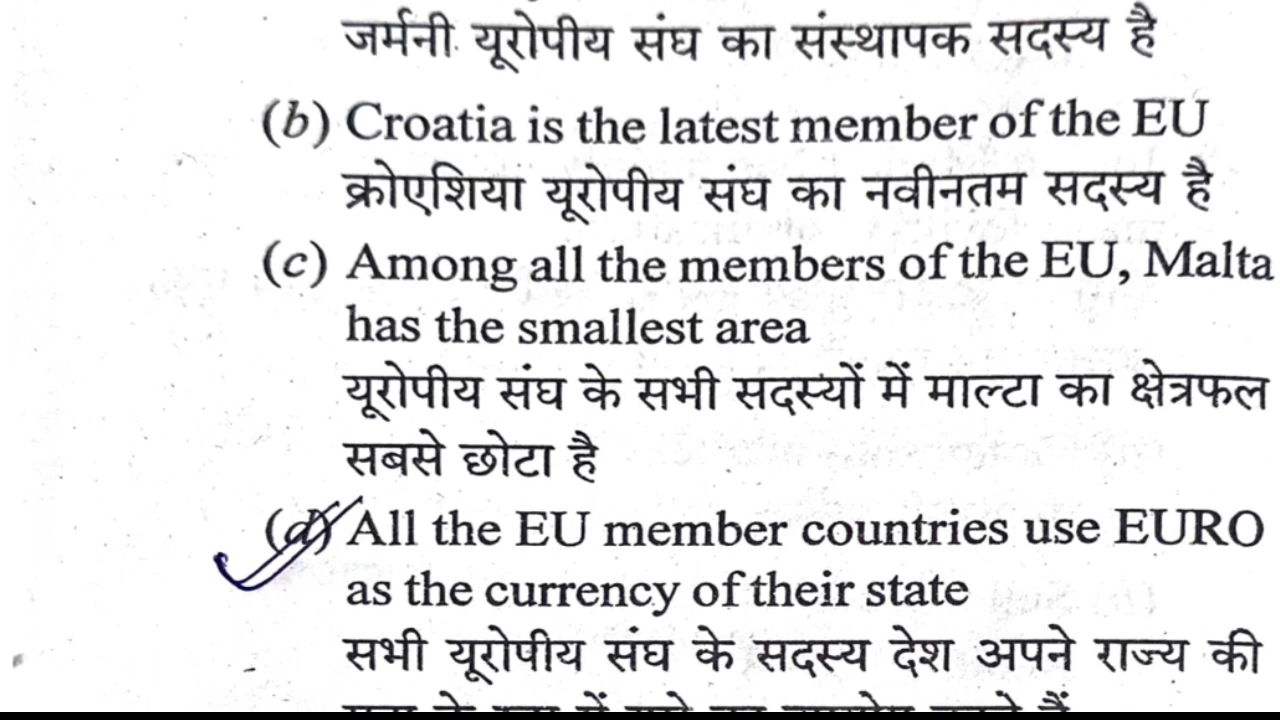 जर्मनी यूरोपीय संघ का संस्थापक सदस्य है
(b) Croatia is the latest member of the EU
क्रोएशिया यूरोपीय संघ का नवीनतम सदस्य है
(c) Among all the members of the EU, Malta
has the smallest area
यूरोपीय संघ के सभी सदस्यों में माल्टा का क्षेत्रफल
सबसे छोटा है
(d) All the EU member countries use EURO
as the currency of their state
सभी यूरोपीय संघ के सदस्य देश अपने राज्य की